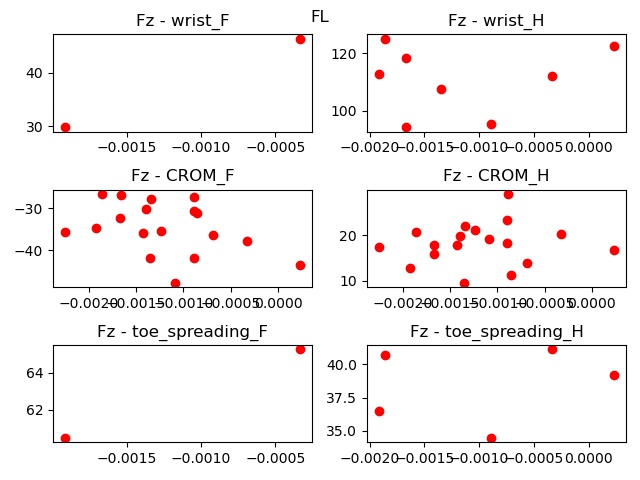 FL
Fz - wrist_F
40
30
−0.0015 −0.0010 −0.0005
Fz - wrist_H
120
100
−0.0020 −0.0015 −0.0010 −0.0005 0.0000
Fz - CROM_F
−30
−40
−0.0020 −0.0015 −0.0010 −0.0005 0.0000
Fz - CROM_H
20
10
−0.0020 −0.0015 −0.0010 −0.0005 0.0000
Fz - toe_spreading_F
64
62
−0.0015 −0.0010 −0.0005
Fz - toe_spreading_H
40.0
37.5
35.0
−0.0020 −0.0015 −0.0010 −0.0005 0.0000